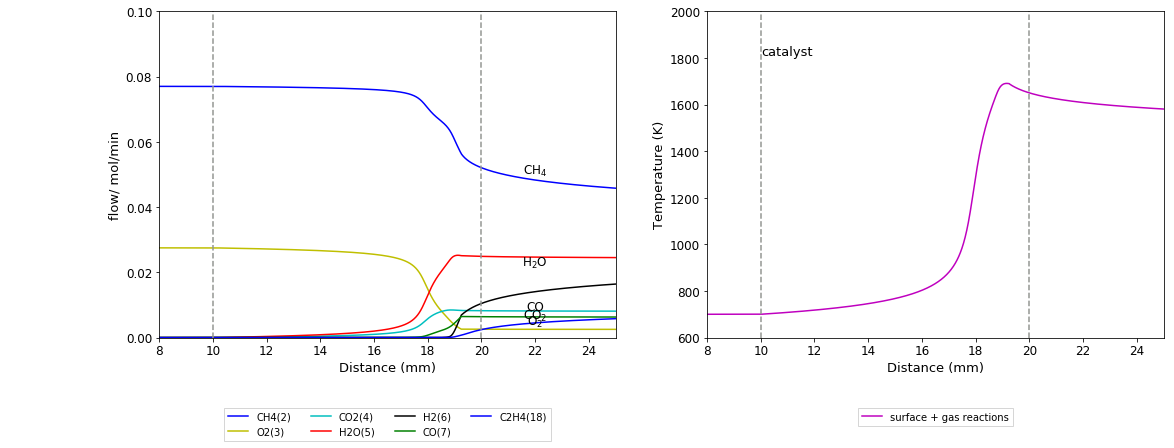 0.10
0.08
0.06
0.04
0.02
0.00
flow/ mol/min
CH₄
H₂O
CO
CO₂
O₂
8 10 12 14 16 18 20 22 24
Distance (mm)
CH4(2) CO2(4) H2(6) C2H4(18)
O2(3) H2O(5) CO(7)
2000
1800
1600
1400
1200
1000
800
600
Temperature (K)
catalyst
8 10 12 14 16 18 20 22 24
Distance (mm)
surface + gas reactions